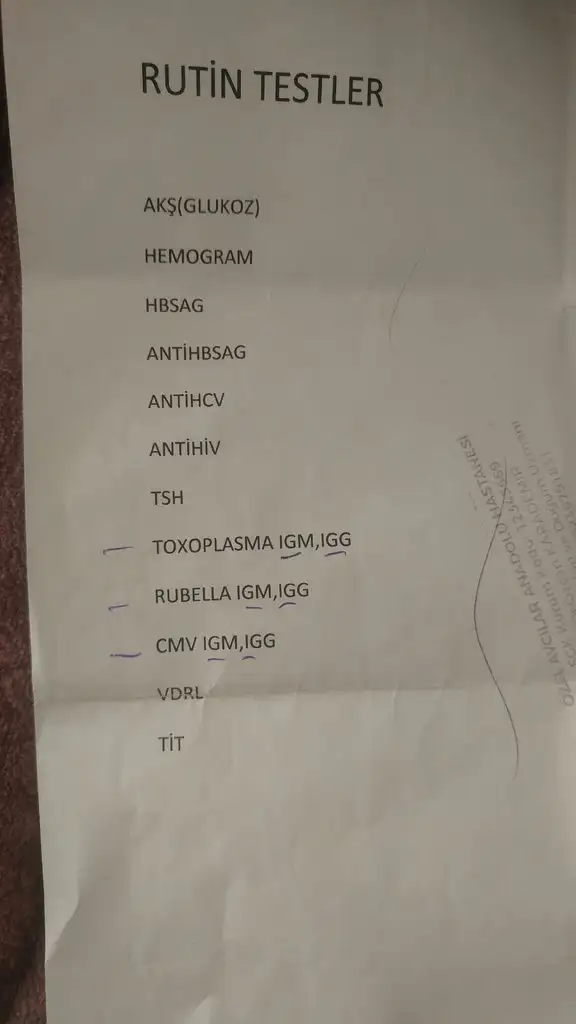 RUTİN TESTLER
AKŞ(GLUKOZ)
HEMOGRAM
HBSAG
ANTİHBSAG
ANTİHCV
ANTİHİV
TSH
TOXOPLASMA IGM,IGG
RUBELLA IGM,IGG
CMV IGM,IGG
VDRL
TİT
ÖZEL AVCILAR ANADOLU HASTANESİ